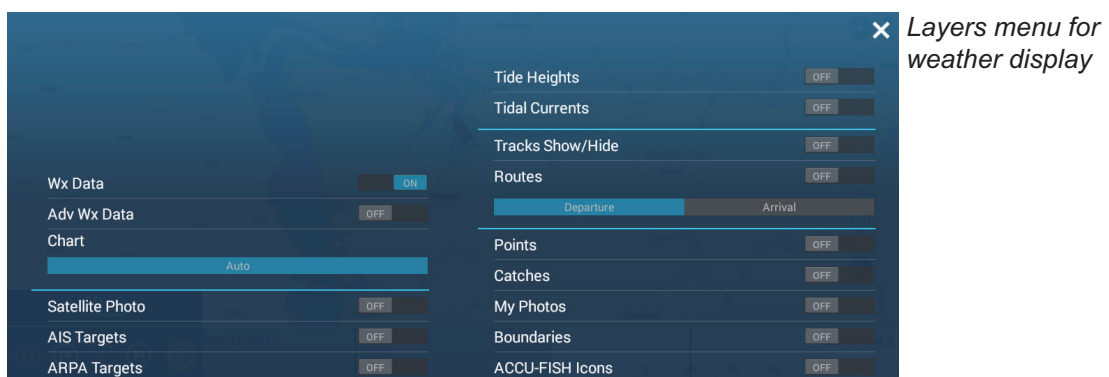 Layers menu for
weather display
Wx Data ON
Adv Wx Data OFF
Chart
Auto
Satellite Photo OFF
AIS Targets OFF
ARPA Targets OFF
Tide Heights OFF
Tidal Currents OFF
Tracks Show/Hide OFF
Routes OFF
Departure Arrival
Points OFF
Catches OFF
My Photos OFF
Boundaries OFF
ACCU-FISH Icons OFF